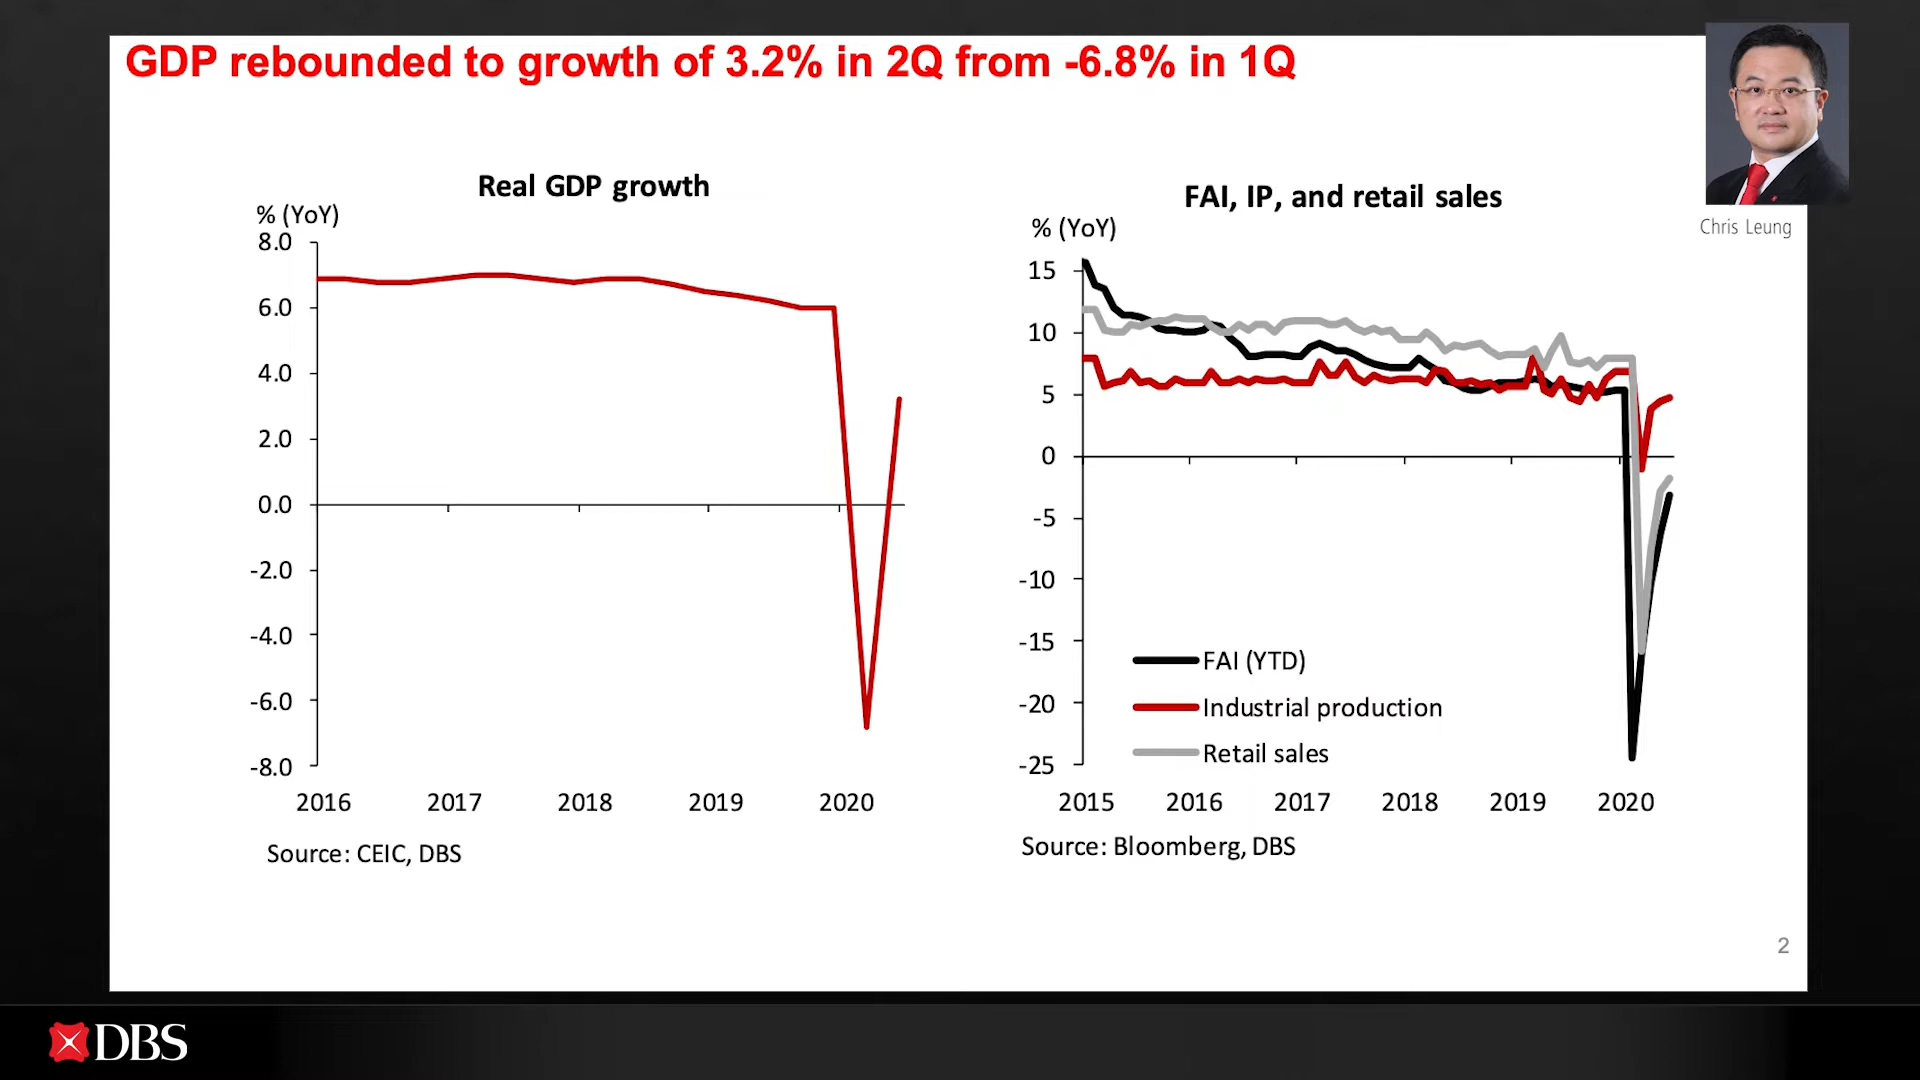 GDP rebounded to growth of 3.2% in 2Q from -6.8% in 1Q
Chris Leung
Real GDP growth
% (YoY)
8.0
6.0
4.0
2.0
0.0
-2.0
-4.0
-6.0
-8.0
2016 2017 2018 2019 2020
Source: CEIC, DBS
FAI, IP, and retail sales
% (YoY)
15
10
5
0
-5
-10
-15
-20
-25
FAI (YTD)
Industrial production
Retail sales
2015 2016 2017 2018 2019 2020
Source: Bloomberg, DBS
2
DBS